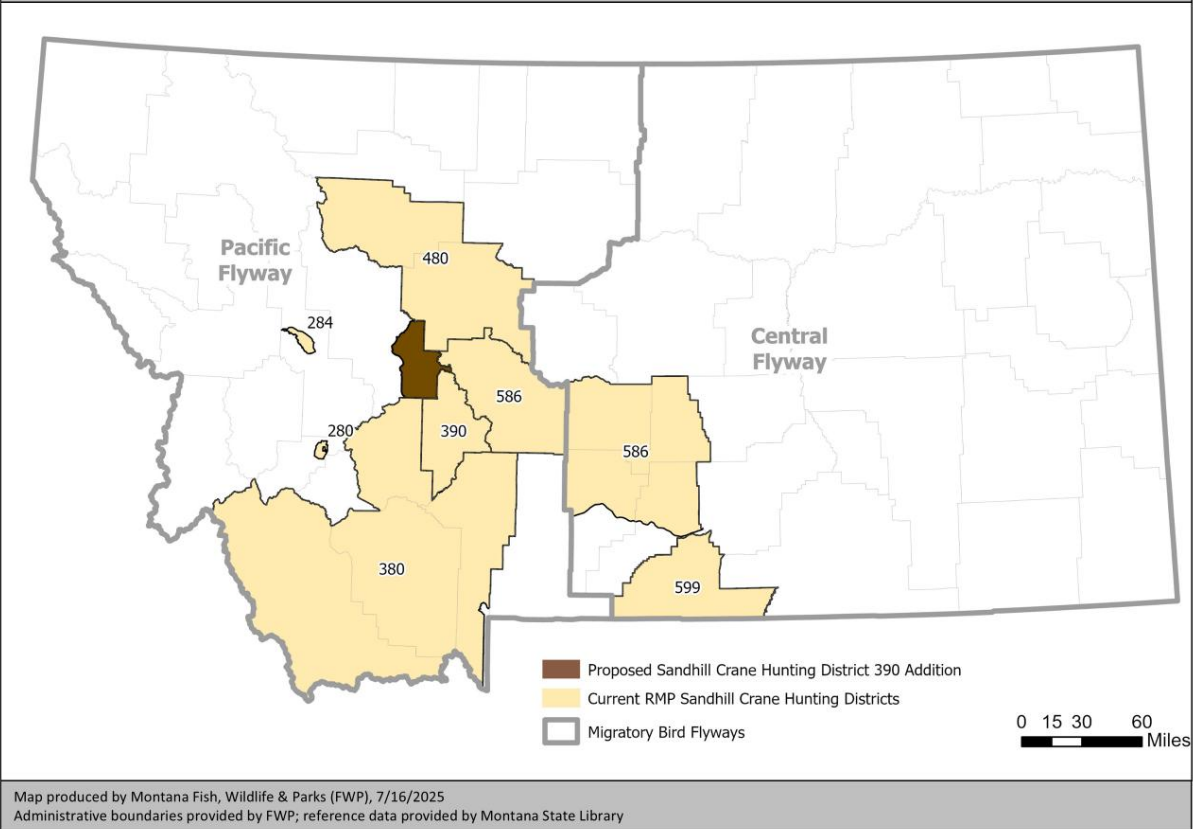 Pacific
Flyway
480
284
Central
Flyway
586
280
390
586
380
599
Proposed Sandhill Crane Hunting District 390 Addition
Current RMP Sandhill Crane Hunting Districts
Migratory Bird Flyways
0 15 30 60
Miles
Map produced by Montana Fish, Wildlife & Parks (FWP), 7/16/2025
Administrative boundaries provided by FWP; reference data provided by Montana State Library